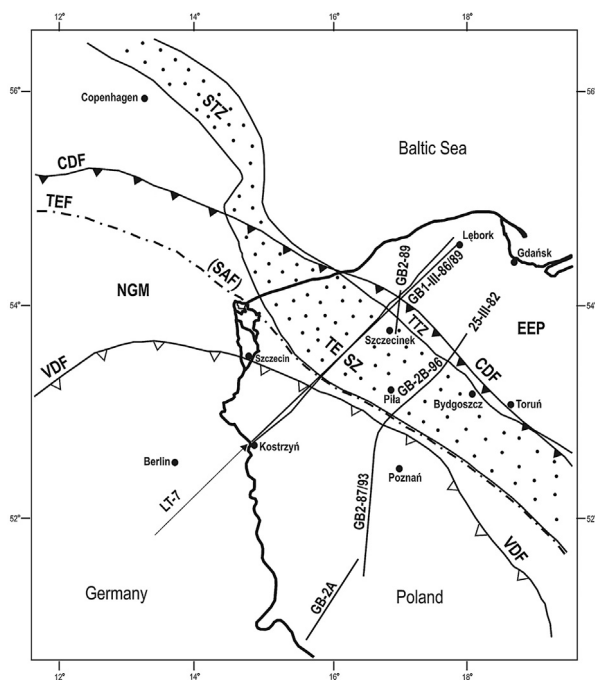 12°
14°
16°
18°
56°
56°
Copenhagen
STZ
Baltic Sea
CDF
TEF
(SAF)
NGM
Lębork
Gdańsk
GB2-89
GB1-III-86/89
25-III-82
54°
54°
TTZ
EEP
Szczecinek
TESZ
VDF
Szczecin
GB-2B-96
CDF
Piła
Bydgoszcz
Toruń
Kostrzyń
Berlin
Poznań
LT-7
GB2-87/93
52°
52°
VDF
GB-2A
Germany
Poland
12°
14°
16°
18°